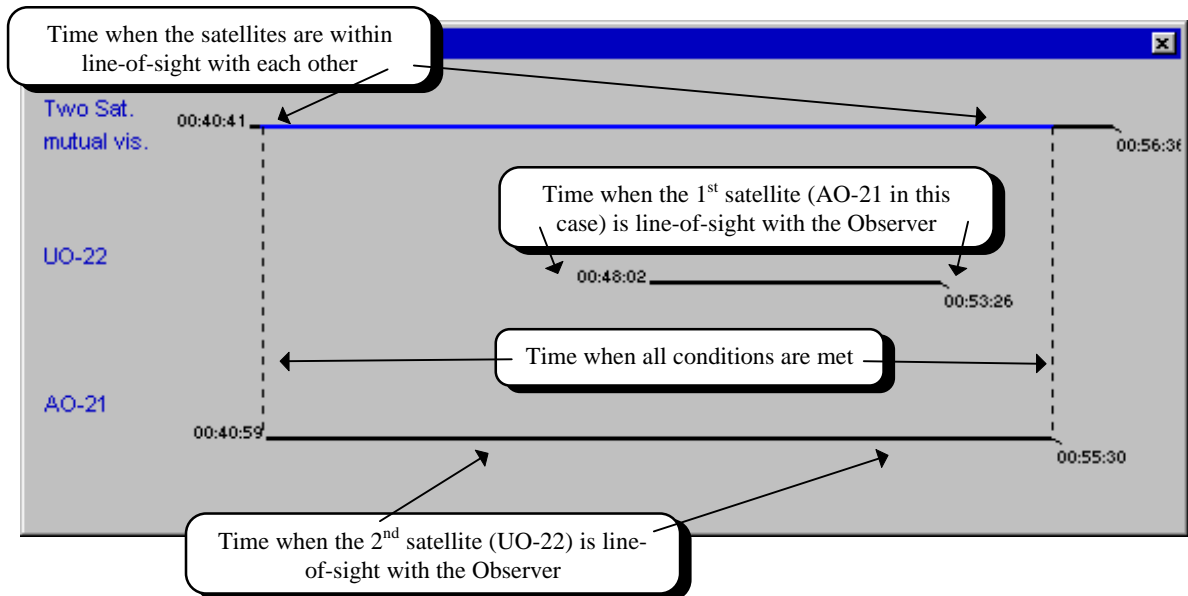 Time when the satellites are within
line-of-sight with each other
Two Sat.
mutual vis.
00:40:41
00:56:36
Time when the 1st satellite (AO-21 in this
case) is line-of-sight with the Observer
UO-22
00:48:02
00:53:26
Time when all conditions are met
AO-21
00:40:59
00:55:30
Time when the 2nd satellite (UO-22) is line-
of-sight with the Observer